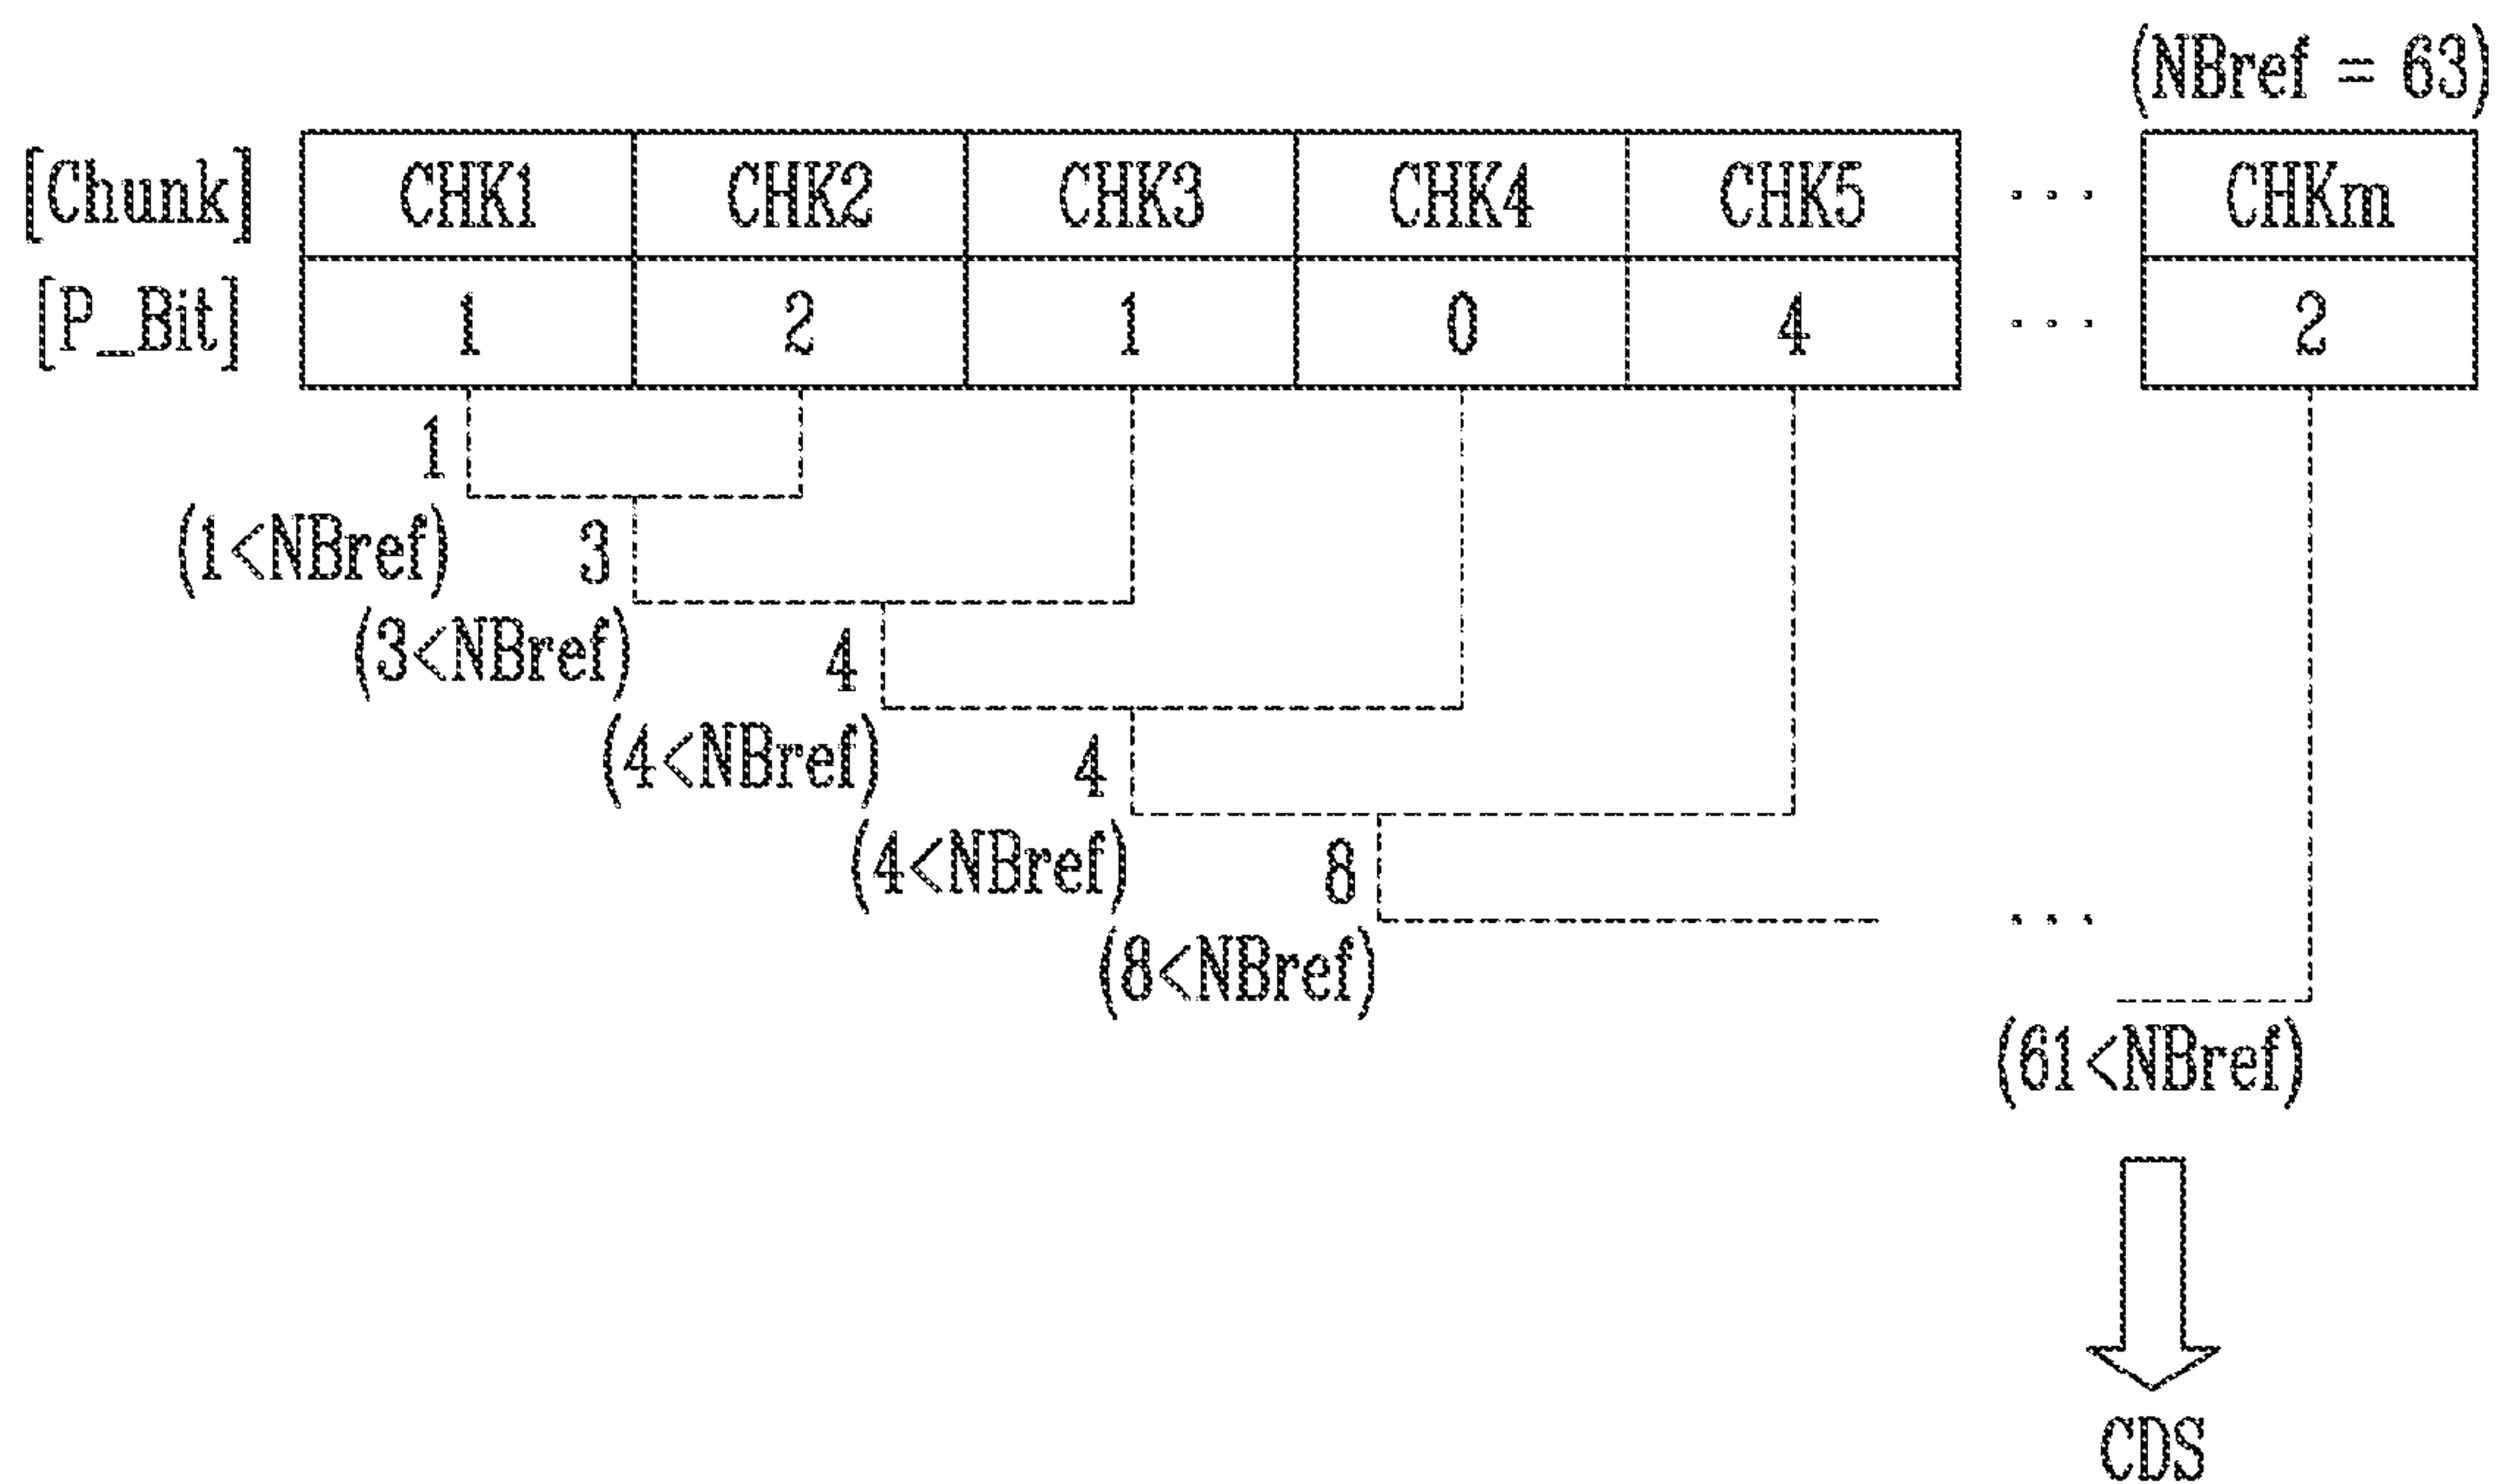 (NBref = 63)
[Chunk] CHK1 CHK2 CHK3 CHK4 CHK5 ... CHKm
[P_Bit] 1 2 1 0 4 ... 2
1
(1<NBref) 3
(3<NBref) 4
(4<NBref) 4
(4<NBref) 8
...
(8<NBref)
(61<NBref)
CDS